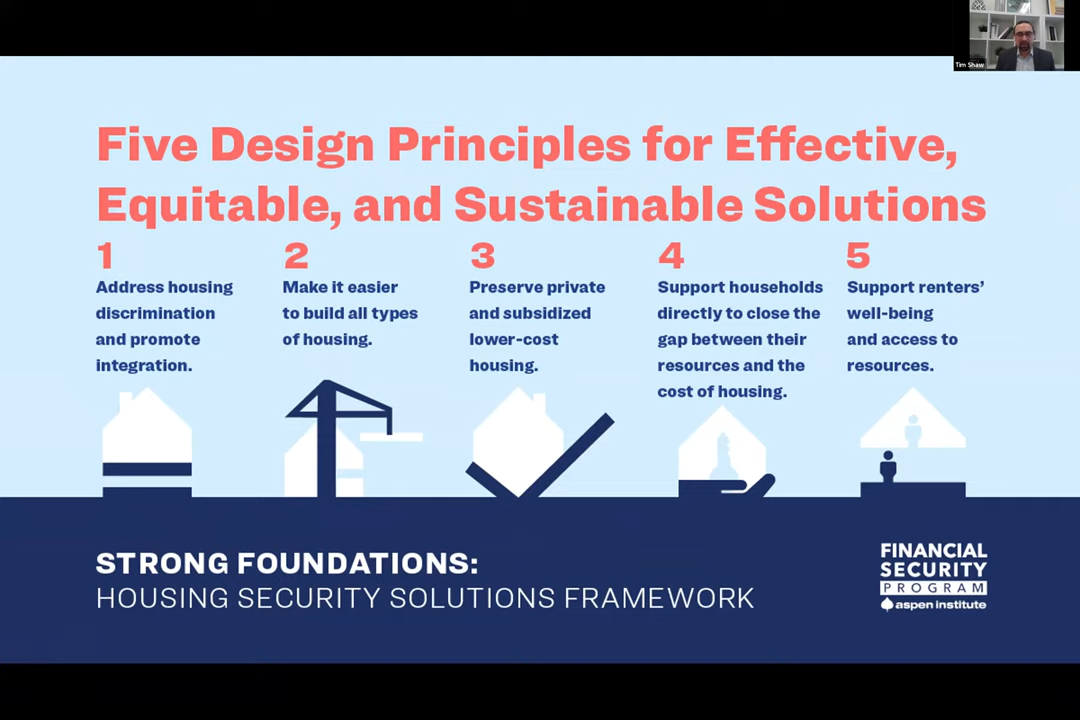 Tim Shaw
Five Design Principles for Effective,
Equitable, and Sustainable Solutions
1
Address housing
discrimination
and promote
integration.
2
Make it easier
to build all types
of housing.
3
Preserve private
and subsidized
lower-cost
housing.
4
Support households
directly to close the
gap between their
resources and the
cost of housing.
5
Support renters’
well-being
and access to
resources.
STRONG FOUNDATIONS:
HOUSING SECURITY SOLUTIONS FRAMEWORK
FINANCIAL
SECURITY
PROGRAM
aspen institute